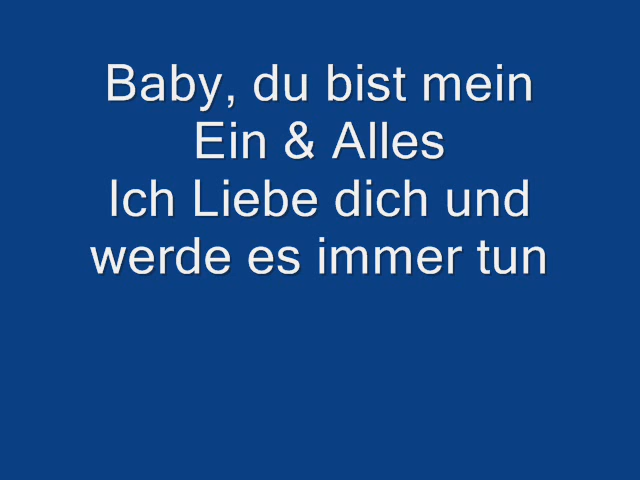 Baby, du bist mein
Ein & Alles
Ich Liebe dich und
werde es immer tun